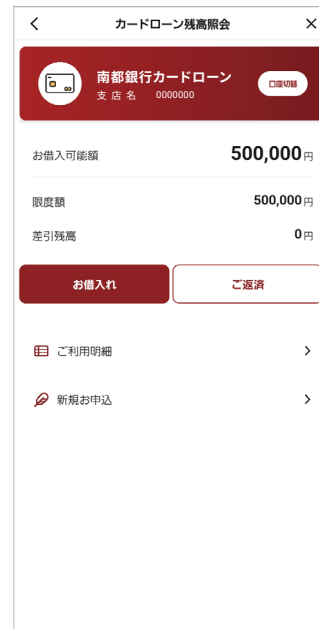 カードローン残高照会
南都銀行カードローン
支店名 0000000
口座切替
お借入可能額 500,000円
限度額 500,000円
差引残高 0円
お借入れ ご返済
ご利用明細
新規お申込